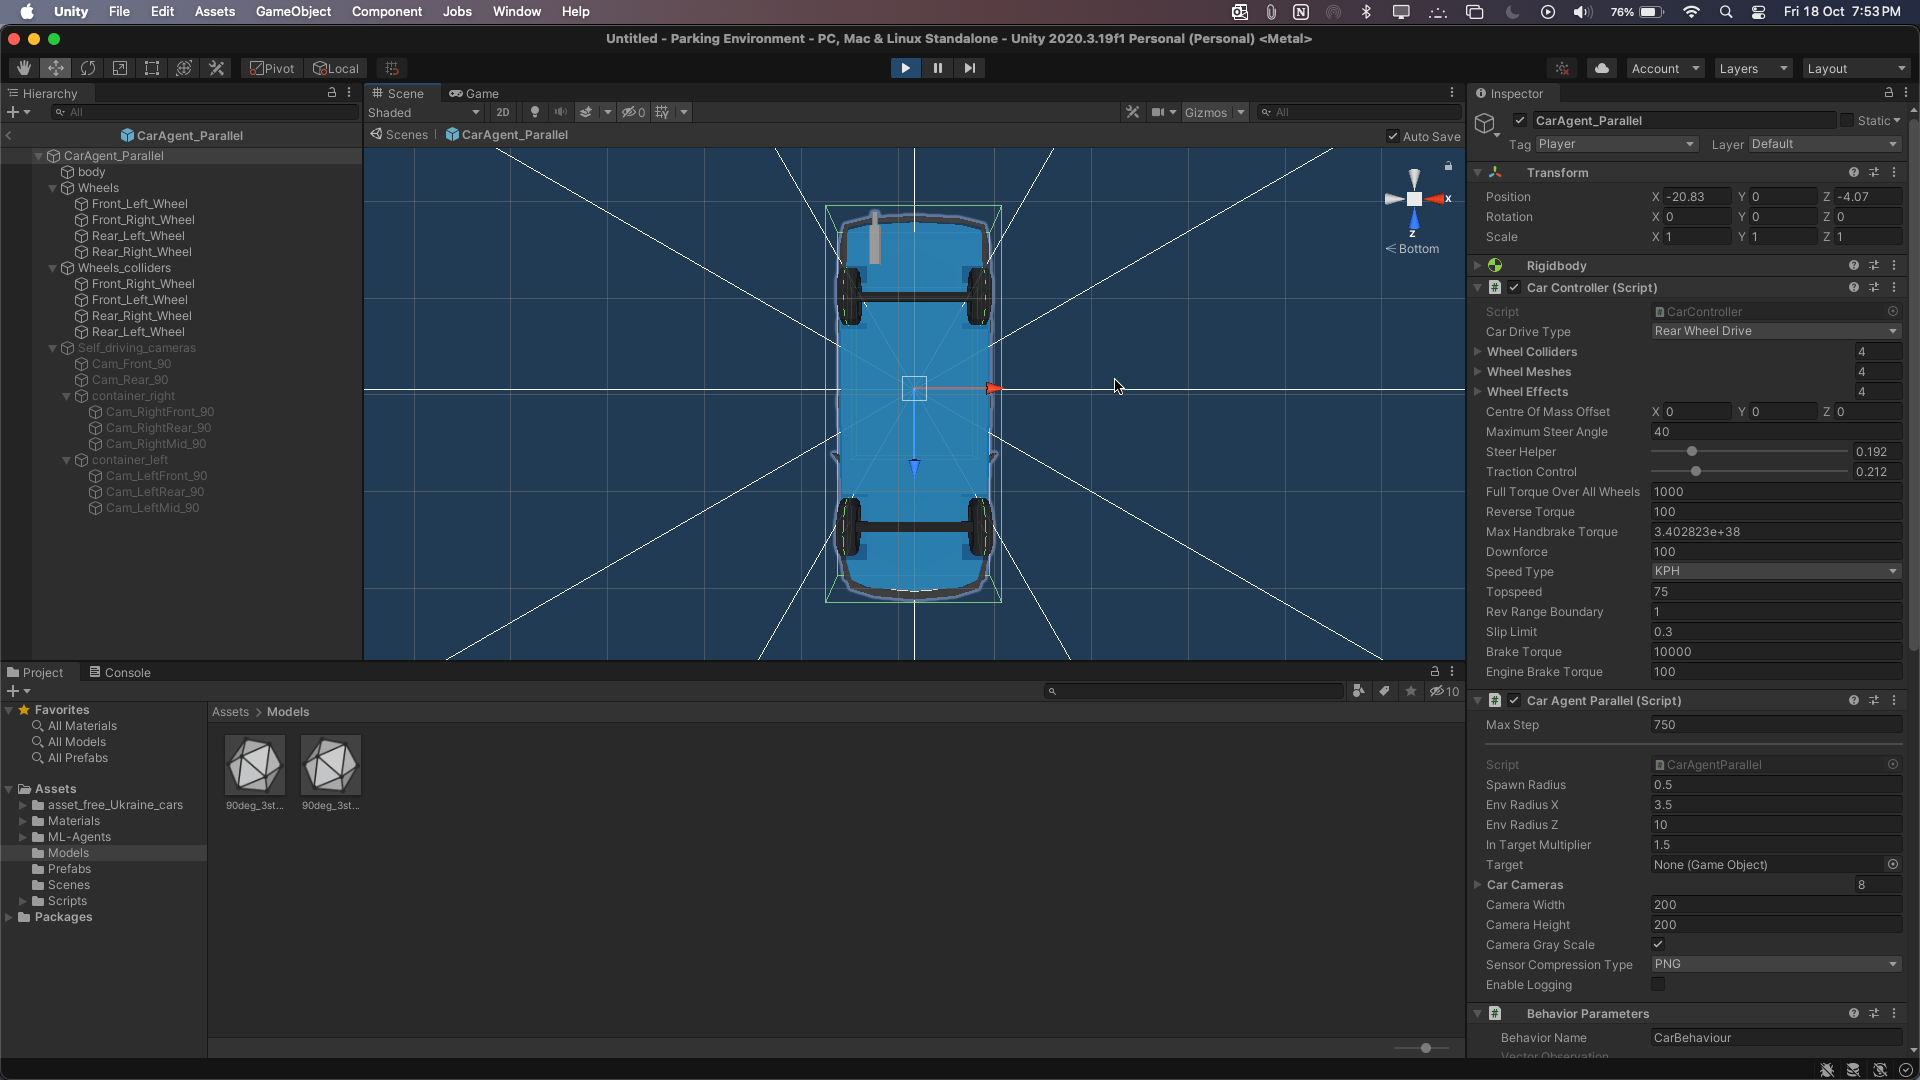 Unity File Edit Assets GameObject Component Jobs Window Help 76% Fri 18 Oct 7:53 PM
Untitled - Parking Environment - PC, Mac & Linux Standalone - Unity 2020.3.19f1 Personal (Personal) <Metal>
Pivot Local Account Layers Layout
Hierarchy
All
CarAgent_Parallel
CarAgent_Parallel
body
Wheels
Front_Left_Wheel
Front_Right_Wheel
Rear_Left_Wheel
Rear_Right_Wheel
Wheels_colliders
Front_Right_Wheel
Front_Left_Wheel
Rear_Right_Wheel
Rear_Left_Wheel
Self_driving_cameras
Cam_Front_90
Cam_Rear_90
container_right
Cam_RightFront_90
Cam_RightRear_90
Cam_RightMid_90
container_left
Cam_LeftFront_90
Cam_LeftRear_90
Cam_LeftMid_90
Scene Game
Shaded 2D 0 Gizmos All
Scenes CarAgent_Parallel Auto Save
x
z
Bottom
Inspector
CarAgent_Parallel Static
Tag Player Layer Default
Transform
Position X -20.83 Y 0 Z -4.07
Rotation X 0 Y 0 Z 0
Scale X 1 Y 1 Z 1
Rigidbody
Car Controller (Script)
Script CarController
Car Drive Type Rear Wheel Drive
Wheel Colliders 4
Wheel Meshes 4
Wheel Effects 4
Centre Of Mass Offset X 0 Y 0 Z 0
Maximum Steer Angle 40
Steer Helper 0.192
Traction Control 0.212
Full Torque Over All Wheels 1000
Reverse Torque 100
Max Handbrake Torque 3.402823e+38
Downforce 100
Speed Type KPH
Topspeed 75
Rev Range Boundary 1
Slip Limit 0.3
Brake Torque 10000
Engine Brake Torque 100
Car Agent Parallel (Script)
Max Step 750
Script CarAgentParallel
Spawn Radius 0.5
Env Radius X 3.5
Env Radius Z 10
In Target Multiplier 1.5
Target None (Game Object)
Car Cameras 8
Camera Width 200
Camera Height 200
Camera Gray Scale
Sensor Compression Type PNG
Enable Logging
Behavior Parameters
Behavior Name CarBehaviour
Vector Observation
Project Console
10
Favorites
All Materials
All Models
All Prefabs
Assets
asset_free_Ukraine_cars
Materials
ML-Agents
Models
Prefabs
Scenes
Scripts
Packages
Assets > Models
90deg_3st... 90deg_3st...